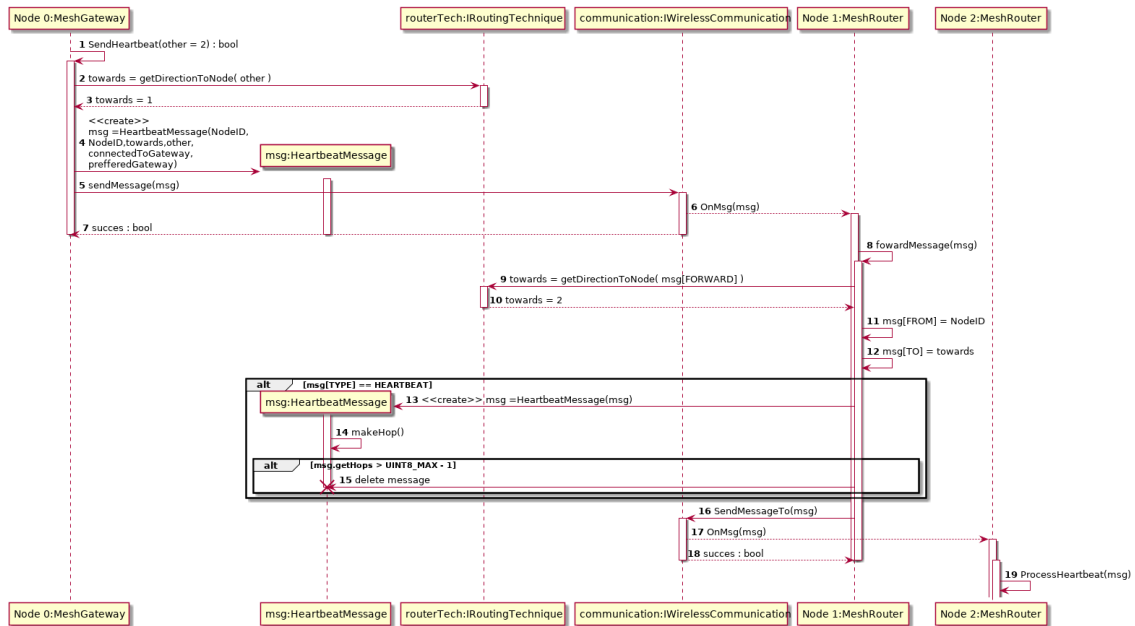 Node 0:MeshGateway
routerTech:IRoutingTechnique
communication:IWirelessCommunication
Node 1:MeshRouter
Node 2:MeshRouter
1 SendHeartbeat(other = 2) : bool
2 towards = getDirectionToNode( other )
3 towards = 1
<<create>>
msg =HeartbeatMessage(NodeID,
4 NodeID,towards,other,
connectedToGateway,
prefferedGateway)
msg:HeartbeatMessage
5 sendMessage(msg)
6 OnMsg(msg)
7 succes : bool
8 fowardMessage(msg)
9 towards = getDirectionToNode( msg[FORWARD] )
10 towards = 2
11 msg[FROM] = NodeID
12 msg[TO] = towards
alt [msg[TYPE] == HEARTBEAT]
msg:HeartbeatMessage
13 <<create>> msg =HeartbeatMessage(msg)
14 makeHop()
alt [msg.getHops > UINT8_MAX - 1]
15 delete message
16 SendMessageTo(msg)
17 OnMsg(msg)
18 succes : bool
19 ProcessHeartbeat(msg)
Node 0:MeshGateway
msg:HeartbeatMessage
routerTech:IRoutingTechnique
communication:IWirelessCommunication
Node 1:MeshRouter
Node 2:MeshRouter